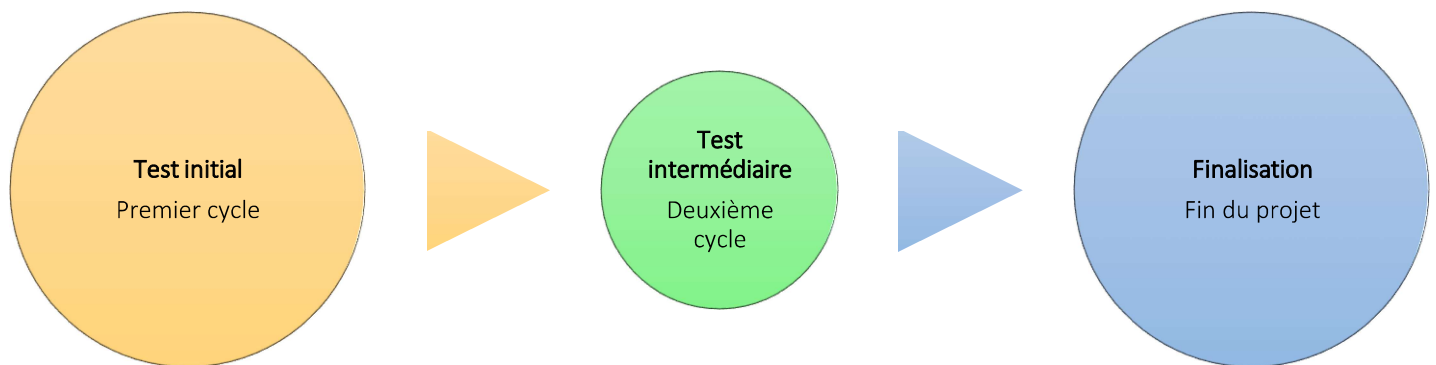 Test initial
Premier cycle
Test
intermédiaire
Deuxième
cycle
Finalisation
Fin du projet